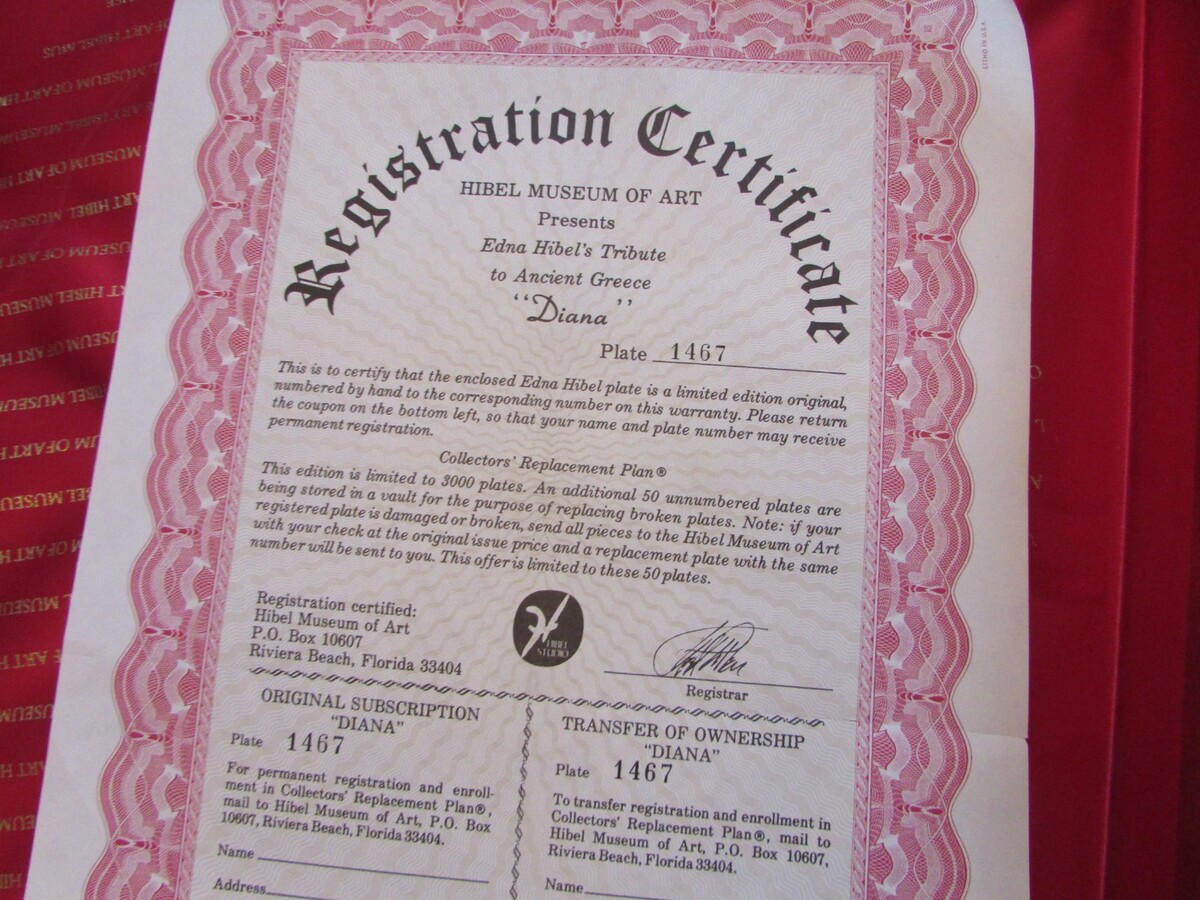 LITHO IN U.S.A.
Registration Certificate
HIBEL MUSEUM OF ART
Presents
Edna Hibel's Tribute
to Ancient Greece
"Diana"
Plate 1467
This is to certify that the enclosed Edna Hibel plate is a limited edition original,
numbered by hand to the corresponding number on this warranty. Please return
the coupon on the bottom left, so that your name and plate number may receive
permanent registration.
Collectors' Replacement Plan®
This edition is limited to 3000 plates. An additional 50 unnumbered plates are
being stored in a vault for the purpose of replacing broken plates. Note: if your
registered plate is damaged or broken, send all pieces to the Hibel Museum of Art
with your check at the original issue price and a replacement plate with the same
number will be sent to you. This offer is limited to these 50 plates.
Registration certified:
Hibel Museum of Art
P.O. Box 10607
Riviera Beach, Florida 33404
HIBEL
STUDIO
Registrar
ORIGINAL SUBSCRIPTION
"DIANA"
Plate 1467
For permanent registration and enroll-
ment in Collectors' Replacement Plan®,
mail to Hibel Museum of Art, P.O. Box
10607, Riviera Beach, Florida 33404.
Name
Address
TRANSFER OF OWNERSHIP
"DIANA"
Plate 1467
To transfer registration and enrollment in
Collectors' Replacement Plan®, mail to
Hibel Museum of Art, P.O. Box 10607,
Riviera Beach, Florida 33404.
Name